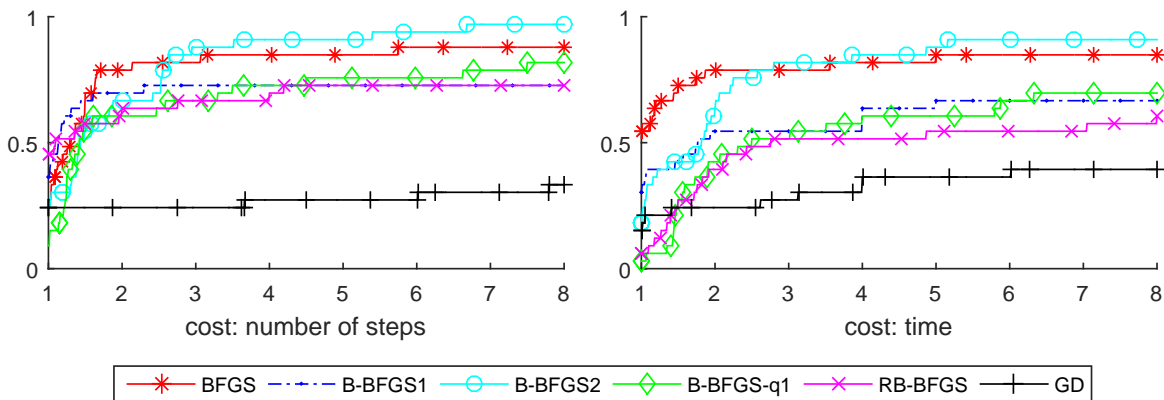 1
0.5
0
1 2 3 4 5 6 7 8
cost: number of steps
1
0.5
0
1 2 3 4 5 6 7 8
cost: time
BFGS B-BFGS1 B-BFGS2 B-BFGS-q1 RB-BFGS GD